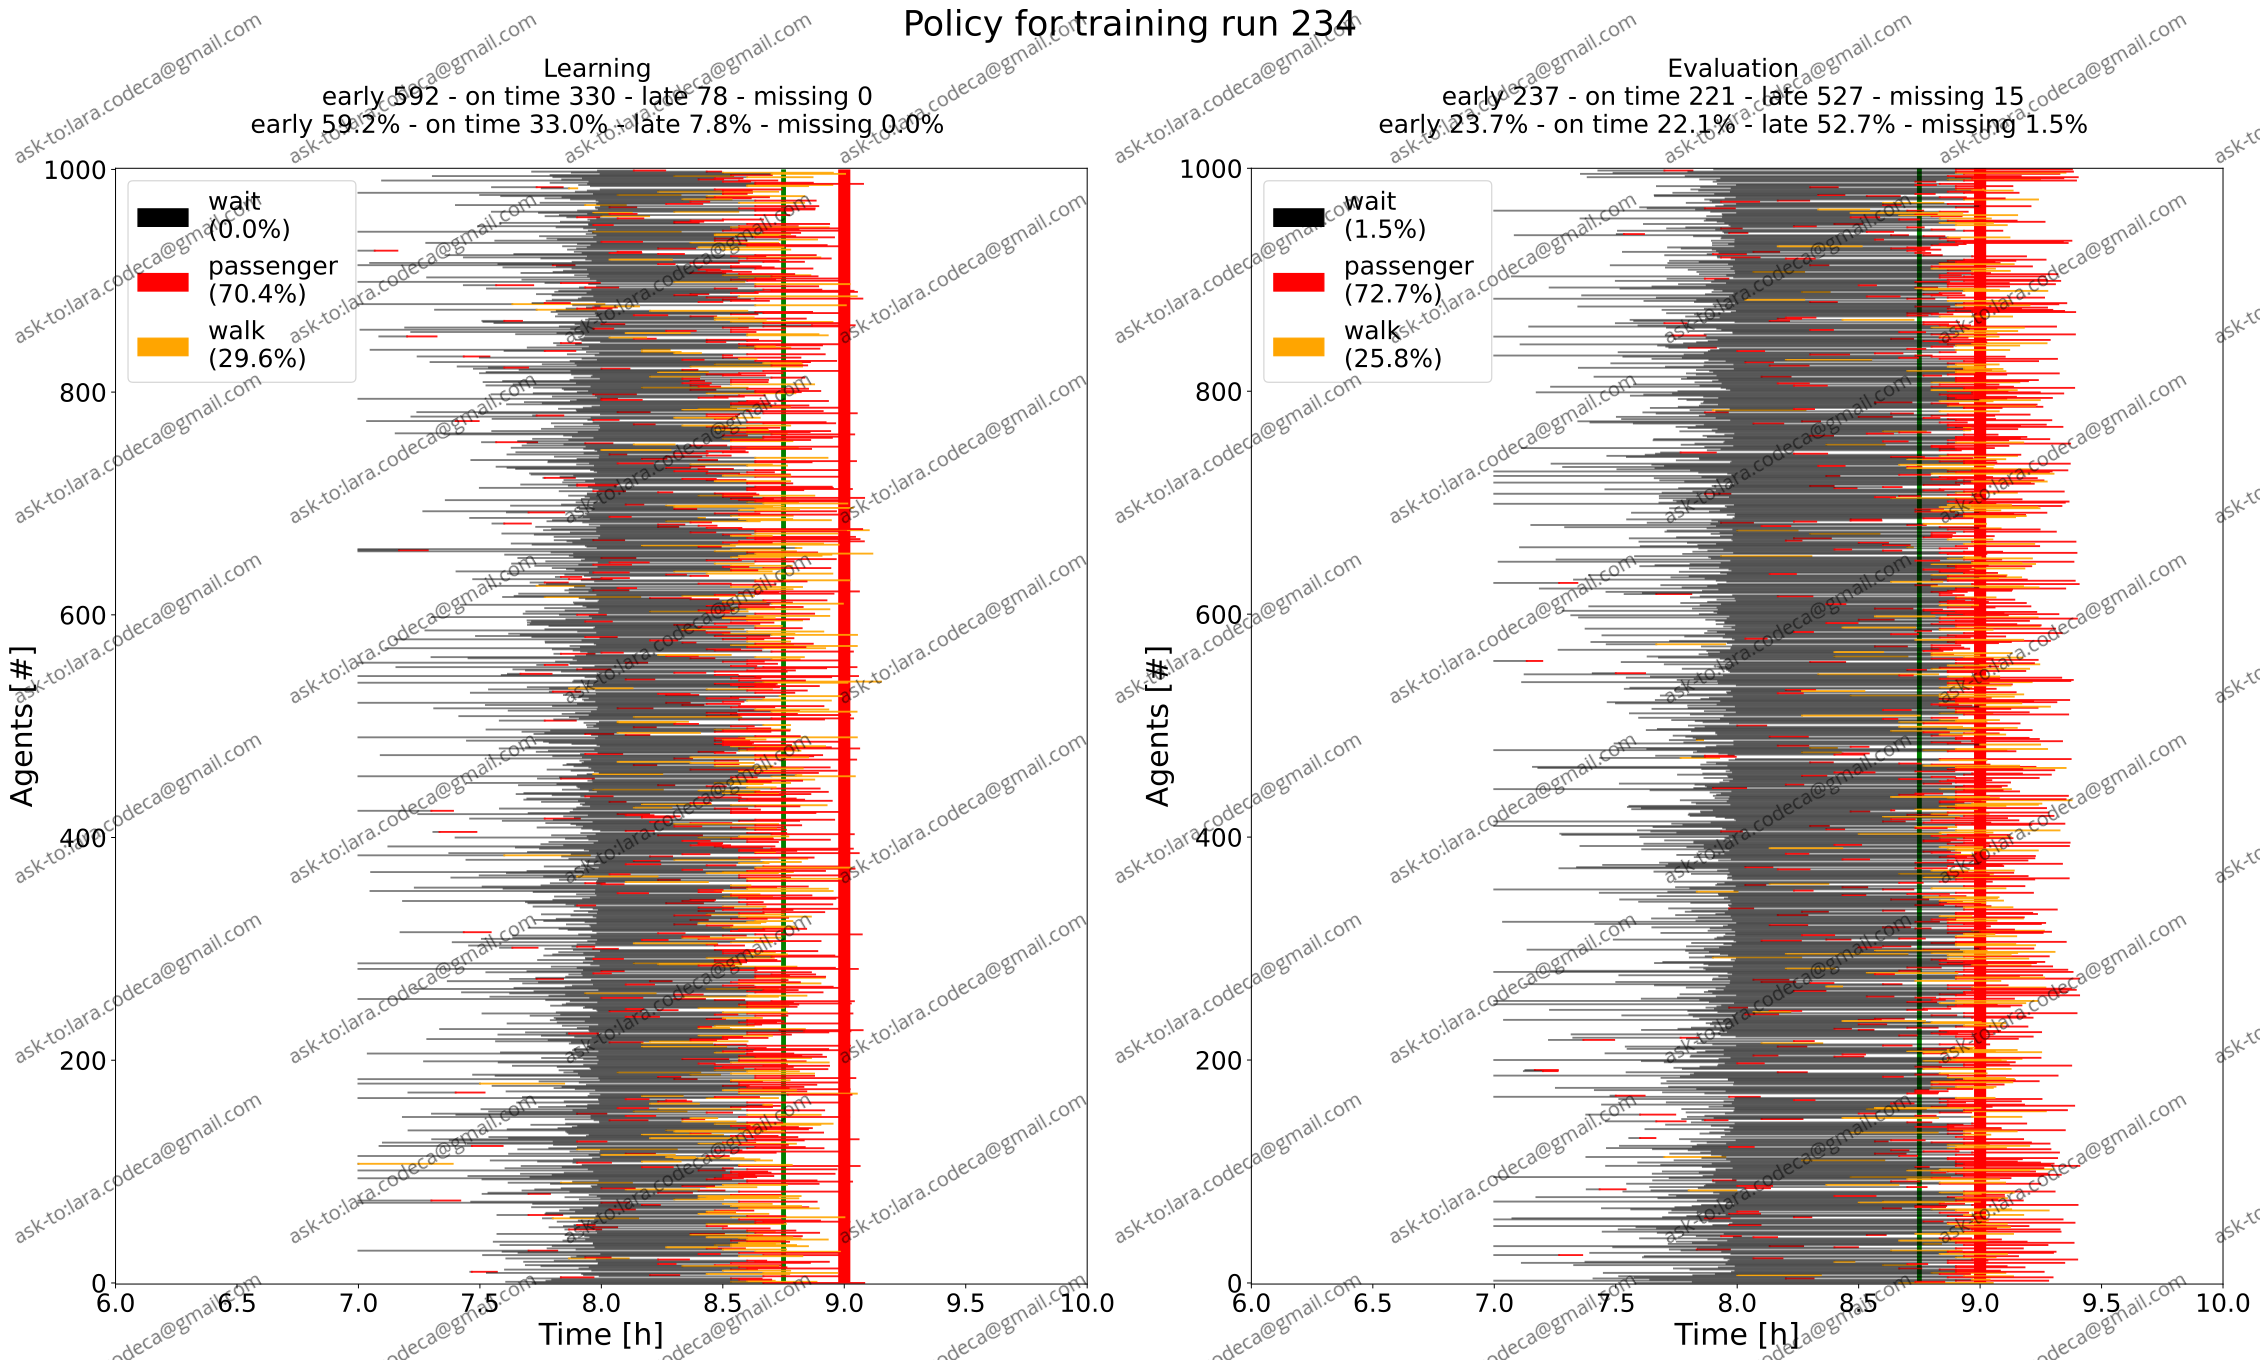 Policy for training run 234
Learning
early 592 - on time 330 - late 78 - missing 0
early 59.2% - on time 33.0% - late 7.8% - missing 0.0%
wait
(0.0%)
passenger
(70.4%)
walk
(29.6%)
1000
800
600
400
200
0
Agents [#]
6.0 6.5 7.0 7.5 8.0 8.5 9.0 9.5 10.0
Time [h]
Evaluation
early 237 - on time 221 - late 527 - missing 15
early 23.7% - on time 22.1% - late 52.7% - missing 1.5%
wait
(1.5%)
passenger
(72.7%)
walk
(25.8%)
1000
800
600
400
200
0
Agents [#]
6.0 6.5 7.0 7.5 8.0 8.5 9.0 9.5 10.0
Time [h]
ask-to:lara.codeca@gmail.com